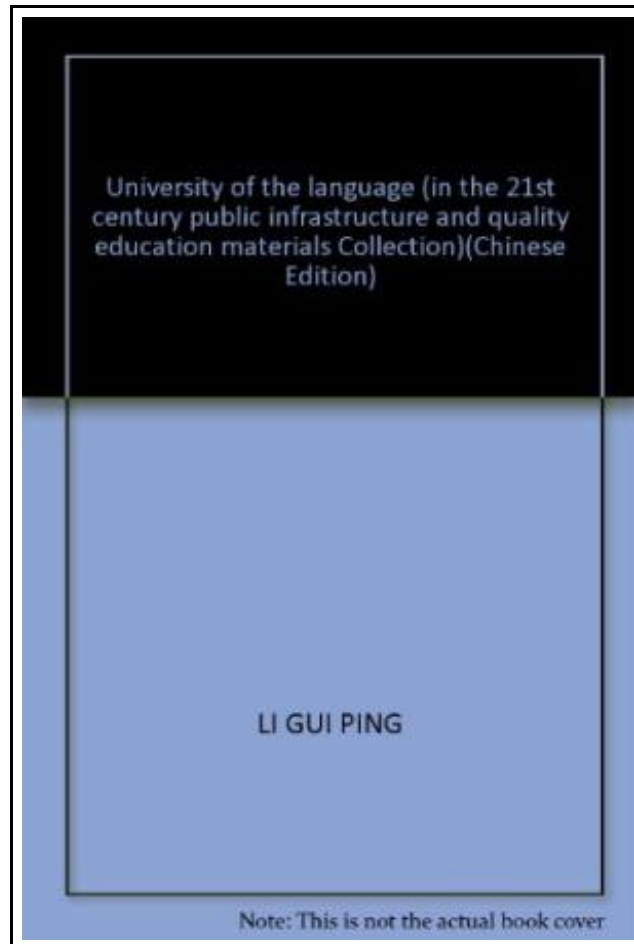 University of the language (in the 21st
century public infrastructure and quality
education materials Collection)(Chinese
Edition)
LI GUI PING
Note: This is not the actual book cover